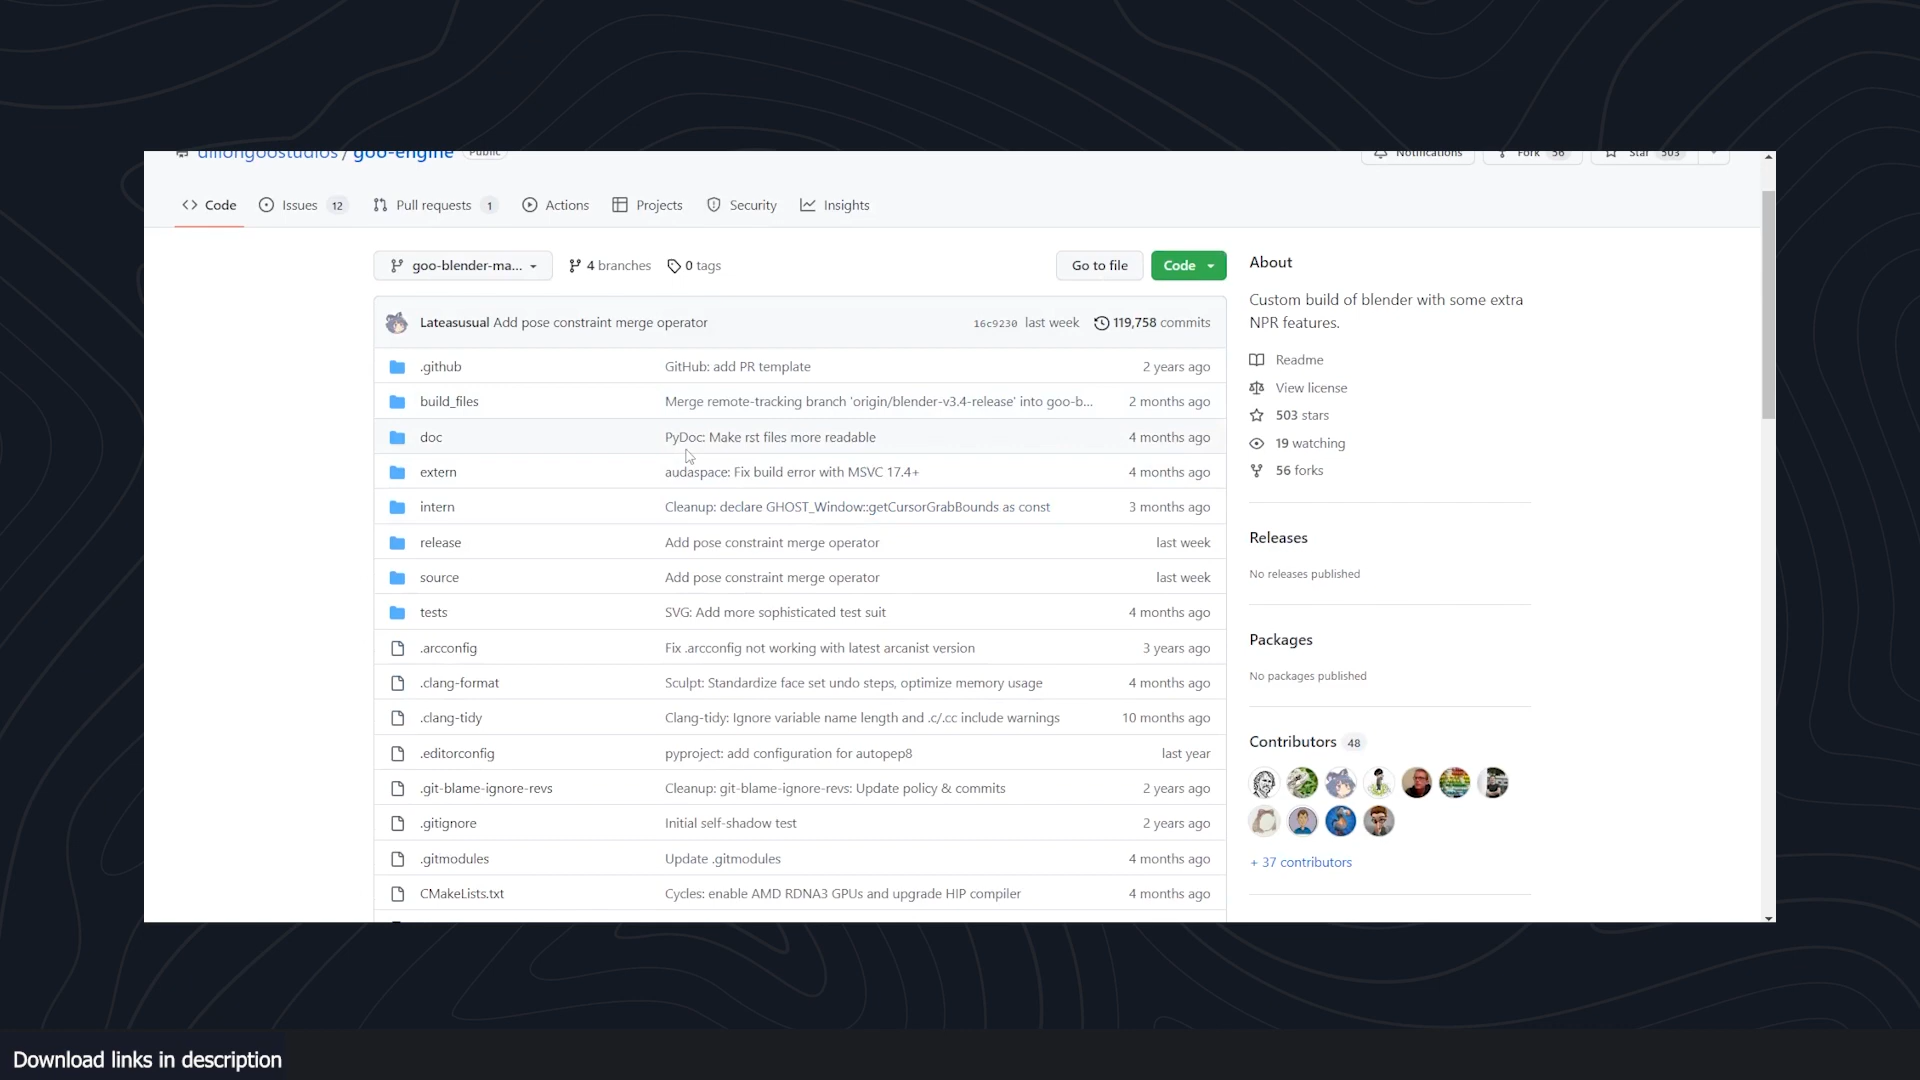 dillongoostudios / goo-engine Public
Notifications Fork 56 Star 503
Code Issues 12 Pull requests 1 Actions Projects Security Insights
goo-blender-ma... 4 branches 0 tags Go to file Code
Lateasusual Add pose constraint merge operator 16c9230 last week 119,758 commits
.github GitHub: add PR template 2 years ago
build_files Merge remote-tracking branch 'origin/blender-v3.4-release' into goo-b... 2 months ago
doc PyDoc: Make rst files more readable 4 months ago
extern audaspace: Fix build error with MSVC 17.4+ 4 months ago
intern Cleanup: declare GHOST_Window::getCursorGrabBounds as const 3 months ago
release Add pose constraint merge operator last week
source Add pose constraint merge operator last week
tests SVG: Add more sophisticated test suit 4 months ago
.arcconfig Fix .arcconfig not working with latest arcanist version 3 years ago
.clang-format Sculpt: Standardize face set undo steps, optimize memory usage 4 months ago
.clang-tidy Clang-tidy: Ignore variable name length and .c/.cc include warnings 10 months ago
.editorconfig pyproject: add configuration for autopep8 last year
.git-blame-ignore-revs Cleanup: git-blame-ignore-revs: Update policy & commits 2 years ago
.gitignore Initial self-shadow test 2 years ago
.gitmodules Update .gitmodules 4 months ago
CMakeLists.txt Cycles: enable AMD RDNA3 GPUs and upgrade HIP compiler 4 months ago
About
Custom build of blender with some extra
NPR features.
Readme
View license
503 stars
19 watching
56 forks
Releases
No releases published
Packages
No packages published
Contributors 48
+ 37 contributors
Download links in description